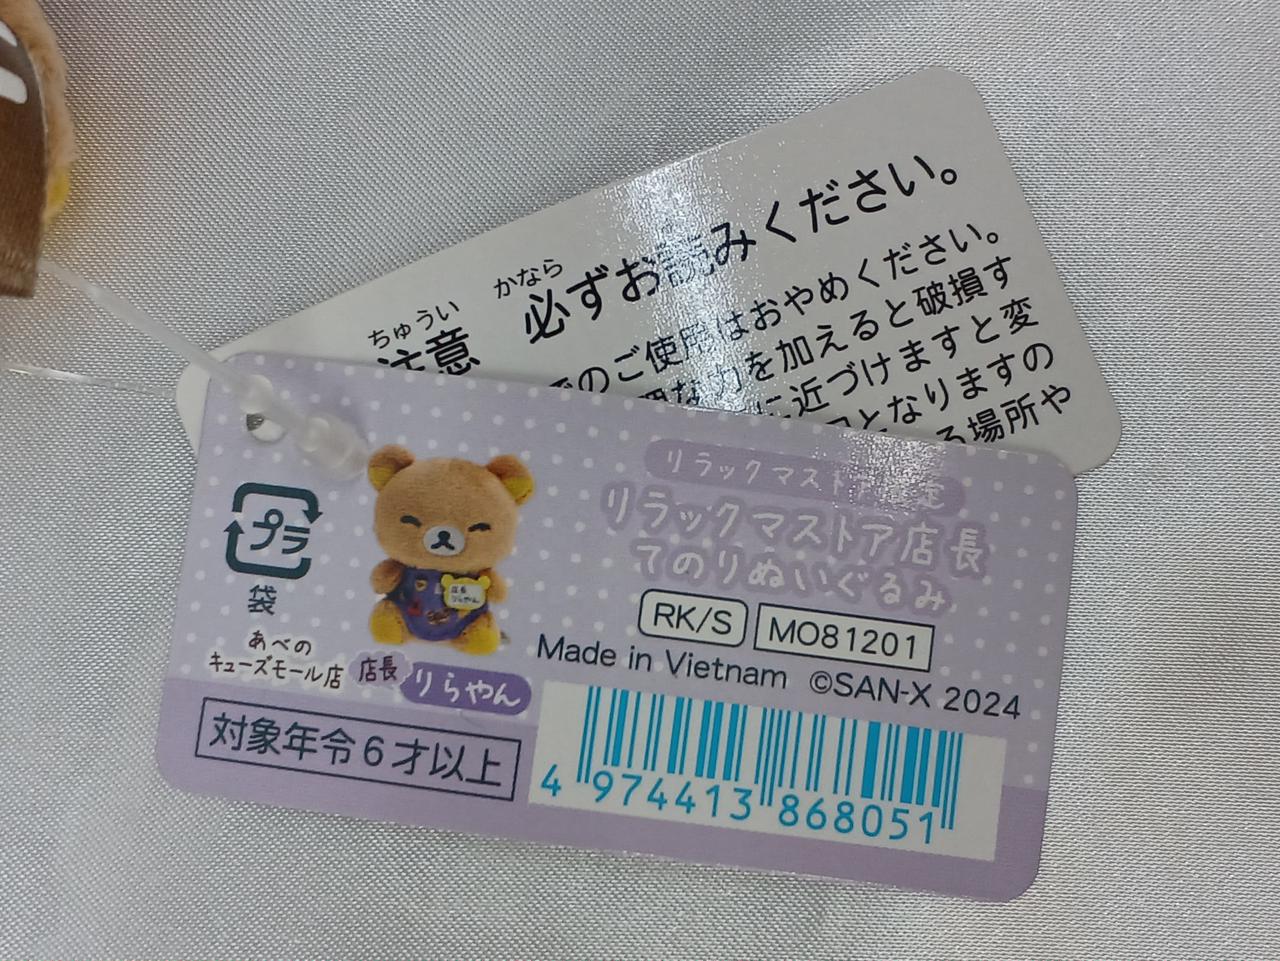 ちゅうい かなら
注意 必ずお読みください。
のご使用はおやめください。
力を加えると破損す
に近づけますと変
となりますの
場所や
リラックマストア
リラックマストア店長
てのりぬいぐるみ
プラ
袋
RK/S MO81201
Made in Vietnam ©SAN-X 2024
あべの
キューズモール店 店長 りらやん
対象年令6才以上
4 974413 868051